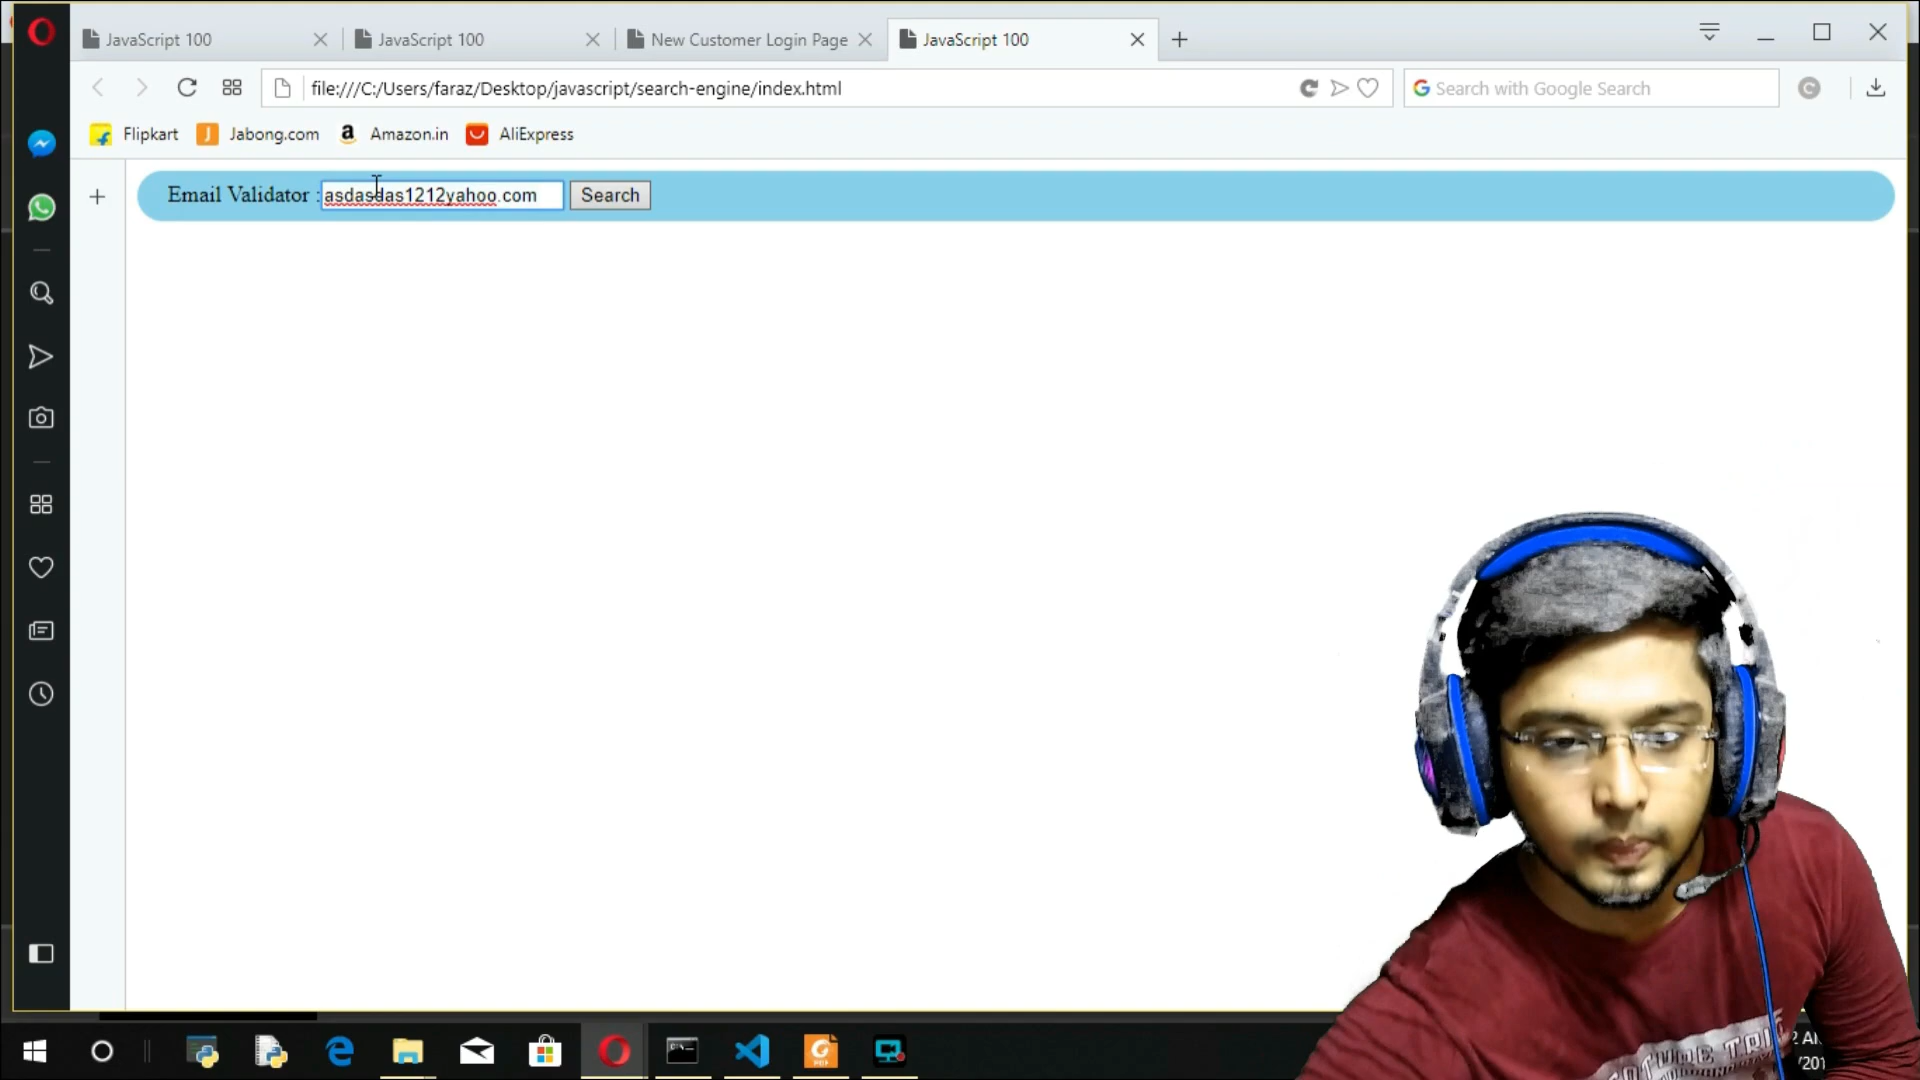 JavaScript 100
JavaScript 100
New Customer Login Page
JavaScript 100
file:///C:/Users/faraz/Desktop/javascript/search-engine/index.html
Search with Google Search
Flipkart
Jabong.com
Amazon.in
AliExpress
Email Validator :
asdasdas1212yahoo.com
Search